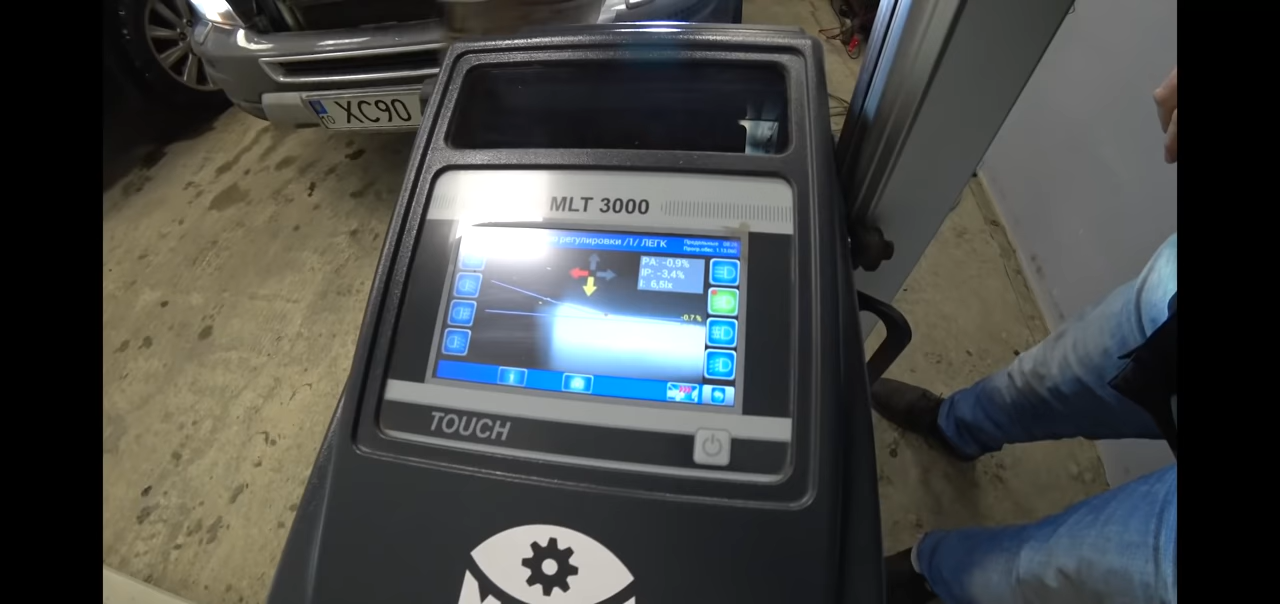 XC90
MLT 3000
регулировки /1/ ЛЕГК
PA: -0,9%
IP: -3,4%
I: 6,5lx
-0.7 %
TOUCH